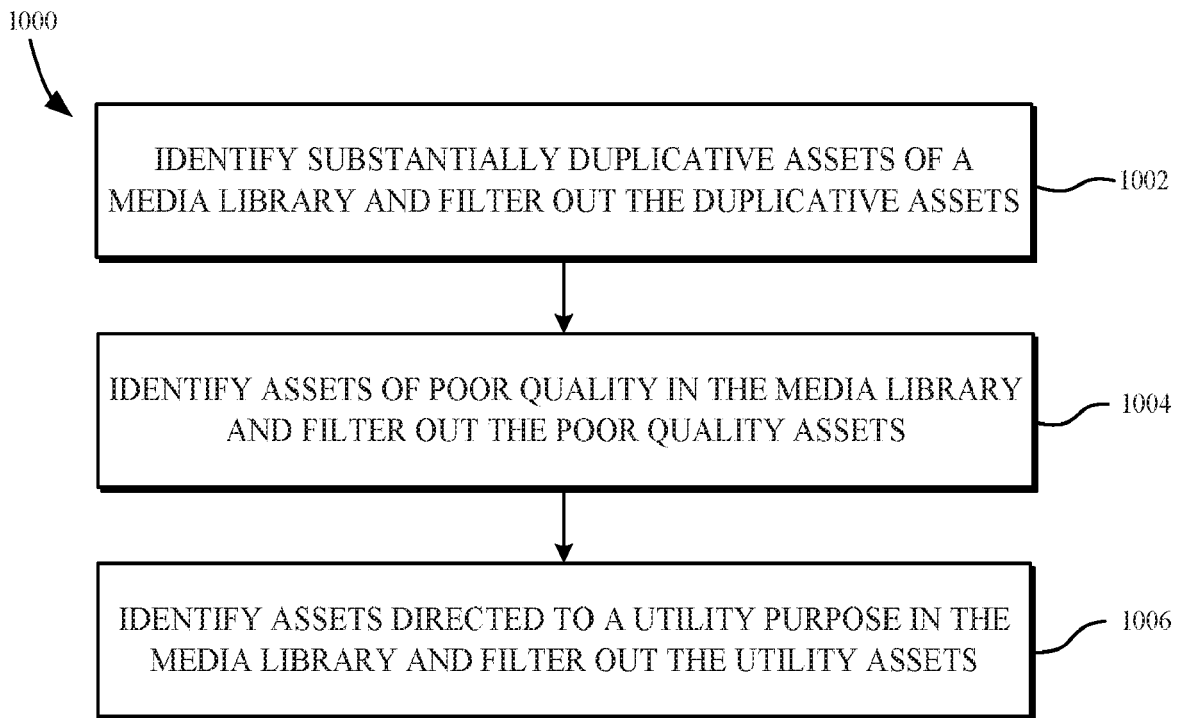 1000
IDENTIFY SUBSTANTIALLY DUPLICATIVE ASSETS OF A
MEDIA LIBRARY AND FILTER OUT THE DUPLICATIVE ASSETS
1002
IDENTIFY ASSETS OF POOR QUALITY IN THE MEDIA LIBRARY
AND FILTER OUT THE POOR QUALITY ASSETS
1004
IDENTIFY ASSETS DIRECTED TO A UTILITY PURPOSE IN THE
MEDIA LIBRARY AND FILTER OUT THE UTILITY ASSETS
1006